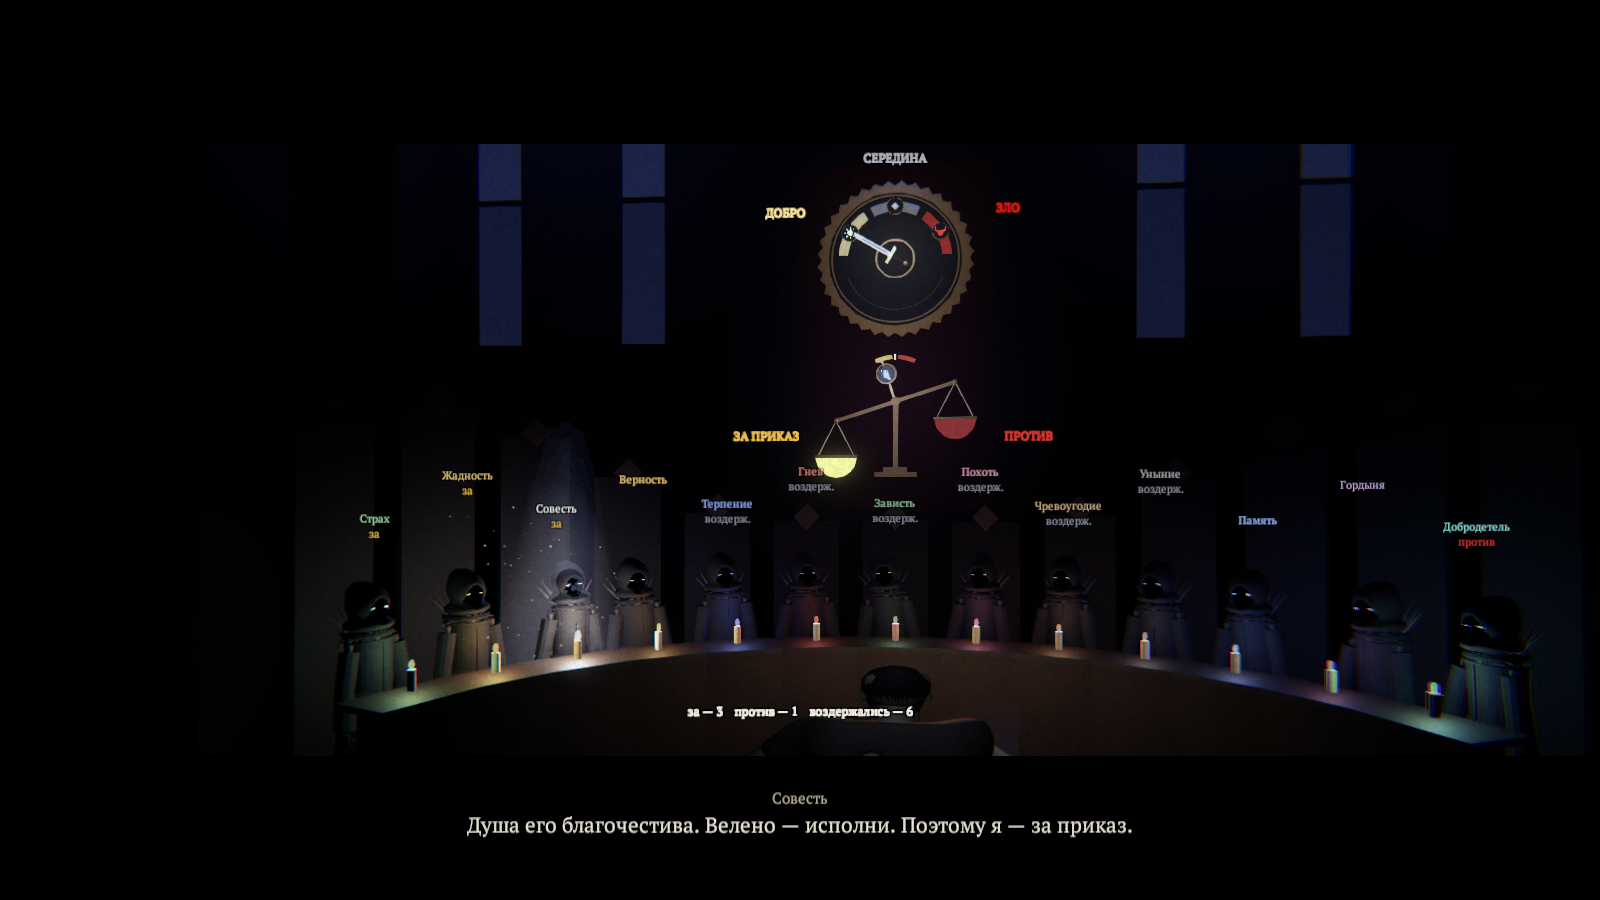 СЕРЕДИНА
ДОБРО
ЗЛО
ЗА ПРИКАЗ
ПРОТИВ
Страх
за
Жадность
за
Совесть
за
Верность
Терпение
воздерж.
Гнев
воздерж.
Зависть
воздерж.
Похоть
воздерж.
Чревоугодие
воздерж.
Уныние
воздерж.
Память
Гордыня
Добродетель
против
за — 3 против — 1 воздержались — 6
Совесть
Душа его благочестива. Велено — исполни. Поэтому я — за приказ.